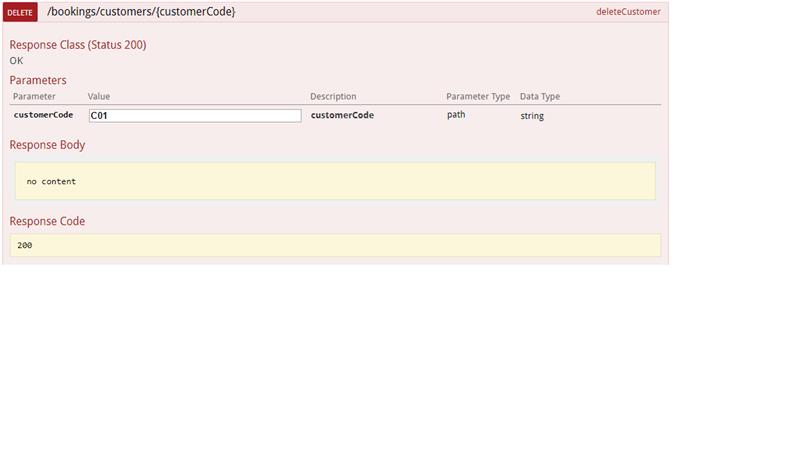 DELETE /bookings/customers/{customerCode} deleteCustomer
Response Class (Status 200)
OK
Parameters
Parameter Value Description Parameter Type Data Type
customerCode C01 customerCode path string
Response Body
no content
Response Code
200